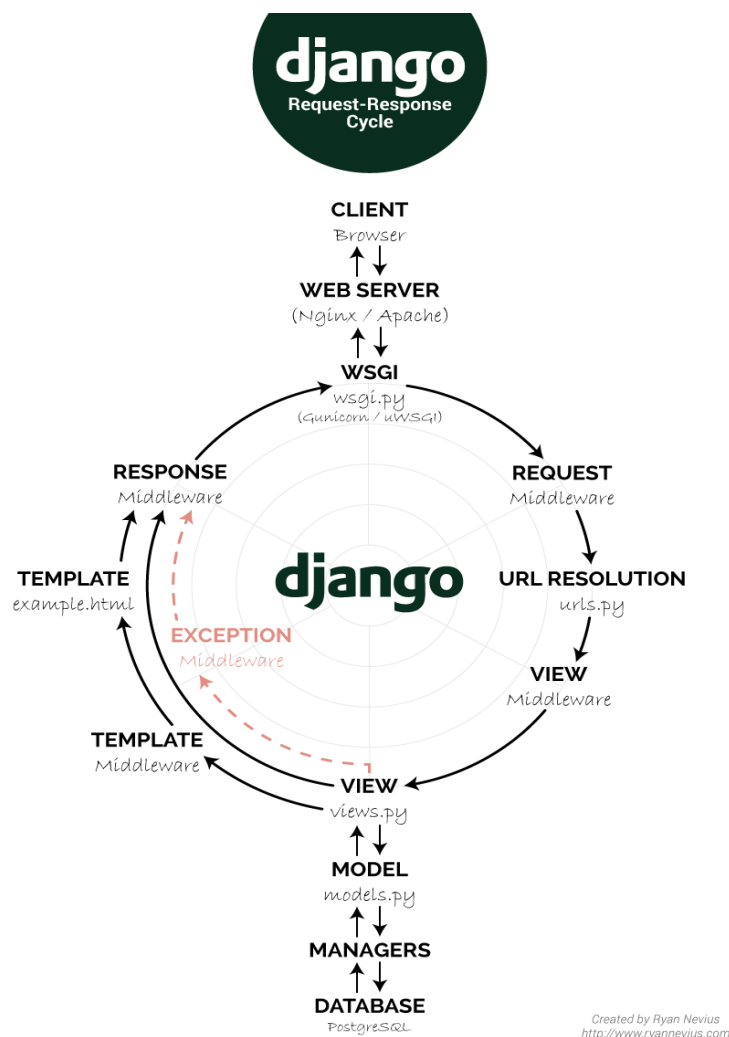 django
Request-Response
Cycle
CLIENT
Browser
WEB SERVER
(Nginx / Apache)
WSGI
wsgi.py
(Gunicorn / uWSGI)
RESPONSE
Middleware
REQUEST
Middleware
django
TEMPLATE
example.html
URL RESOLUTION
urls.py
EXCEPTION
Middleware
VIEW
Middleware
TEMPLATE
Middleware
VIEW
views.py
MODEL
models.py
MANAGERS
DATABASE
PostgreSQL
Created by Ryan Nevius
http://www.ryannevius.com